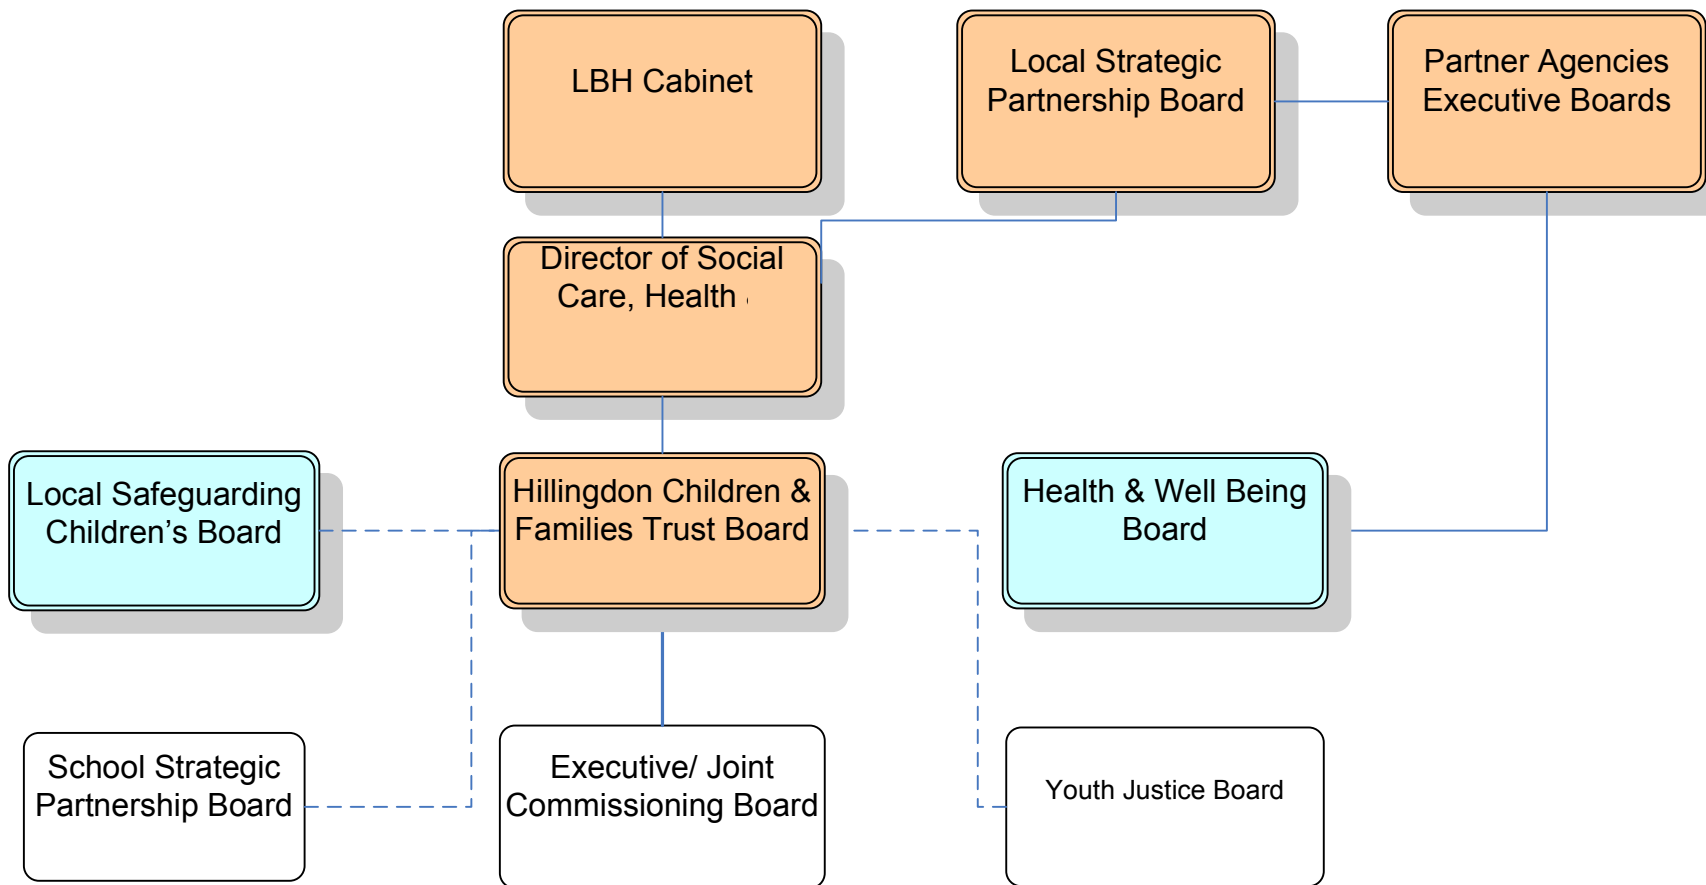 LBH Cabinet
Local Strategic
Partnership Board
Partner Agencies
Executive Boards
Director of Social
Care, Health
Local Safeguarding
Children’s Board
Hillingdon Children &
Families Trust Board
Health & Well Being
Board
School Strategic
Partnership Board
Executive/ Joint
Commissioning Board
Youth Justice Board